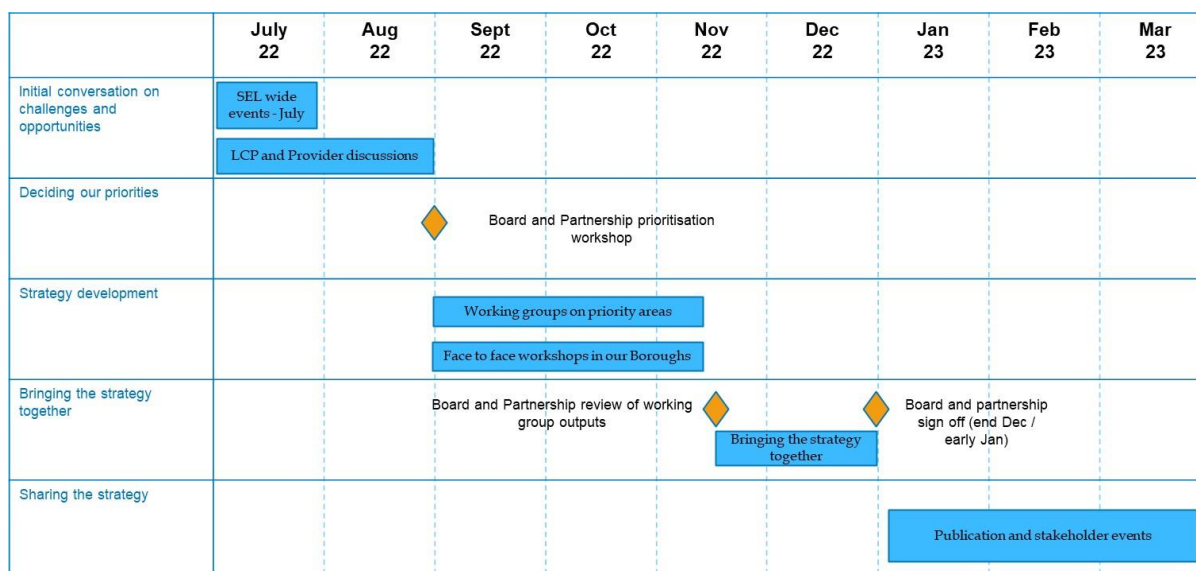 July
22
Aug
22
Sept
22
Oct
22
Nov
22
Dec
22
Jan
23
Feb
23
Mar
23
Initial conversation on
challenges and
opportunities
SEL wide
events - July
LCP and Provider discussions
Deciding our priorities
Board and Partnership prioritisation
workshop
Strategy development
Working groups on priority areas
Face to face workshops in our Boroughs
Bringing the strategy
together
Board and Partnership review of working
group outputs
Bringing the strategy
together
Board and partnership
sign off (end Dec /
early Jan)
Sharing the strategy
Publication and stakeholder events